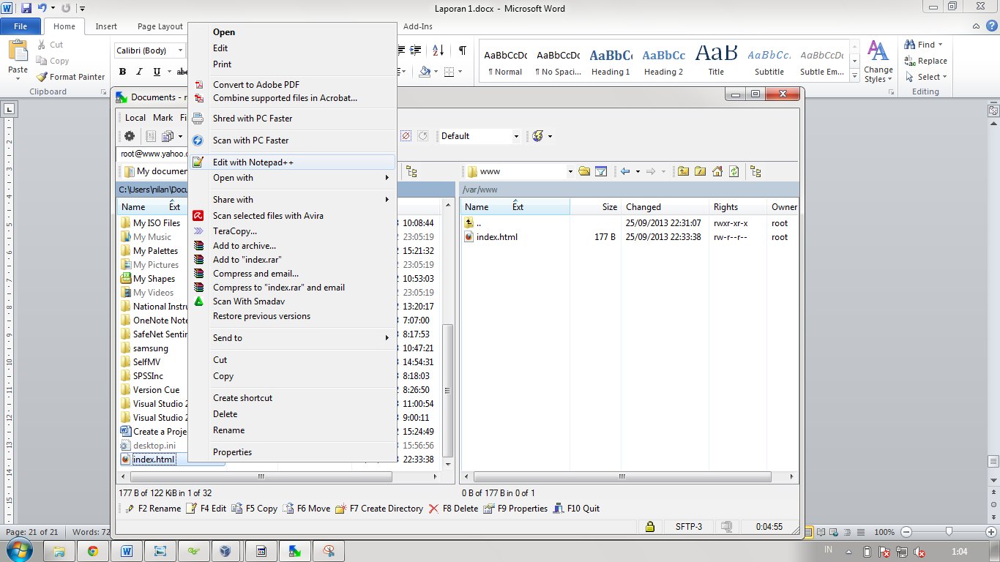 Laporan 1.docx - Microsoft Word
File Home Insert Page Layout Add-Ins
Paste
Cut
Copy
Format Painter
Clipboard
Calibri (Body)
B I U abc
AaBbCcDc AaBbCcDc AaBbCc AaBbCc AaB AaBbCcDc AaBbCcDc
¶ Normal ¶ No Spaci... Heading 1 Heading 2 Title Subtitle Subtle Em...
Change
Styles
Find
Replace
Select
Editing
Documents -
Local Mark
Default
root@www.yahoo.c
My documen
C:\Users\nilan\Docu
Name Ext
My ISO Files 10:08:44
My Music 23:05:19
My Palettes 15:21:32
My Pictures 23:05:19
My Shapes 10:53:03
My Videos 23:05:19
National Instru 13:20:17
OneNote Note 7:07:00
SafeNet Sentin 8:17:53
samsung 10:47:21
SelfMV 14:54:31
SPSSInc 8:18:03
Version Cue 8:26:50
Visual Studio 2 11:00:54
Visual Studio 2 9:00:11
Create a Proje 15:24:49
desktop.ini 15:56:56
index.html 22:33:38
177 B of 122 KiB in 1 of 32
Open
Edit
Print
Convert to Adobe PDF
Combine supported files in Acrobat...
Shred with PC Faster
Scan with PC Faster
Edit with Notepad++
Open with
Share with
Scan selected files with Avira
TeraCopy...
Add to archive...
Add to "index.rar"
Compress and email...
Compress to "index.rar" and email
Scan With Smadav
Restore previous versions
Send to
Cut
Copy
Create shortcut
Delete
Rename
Properties
www
/var/www
Name Ext Size Changed Rights Owner
.. 25/09/2013 22:31:07 rwxr-xr-x root
index.html 177 B 25/09/2013 22:33:38 rw-r--r-- root
0 B of 177 B in 0 of 1
F2 Rename F4 Edit F5 Copy F6 Move F7 Create Directory F8 Delete F9 Properties F10 Quit
SFTP-3 0:04:55
Page: 21 of 21 Words: 72
100%
IN 1:04